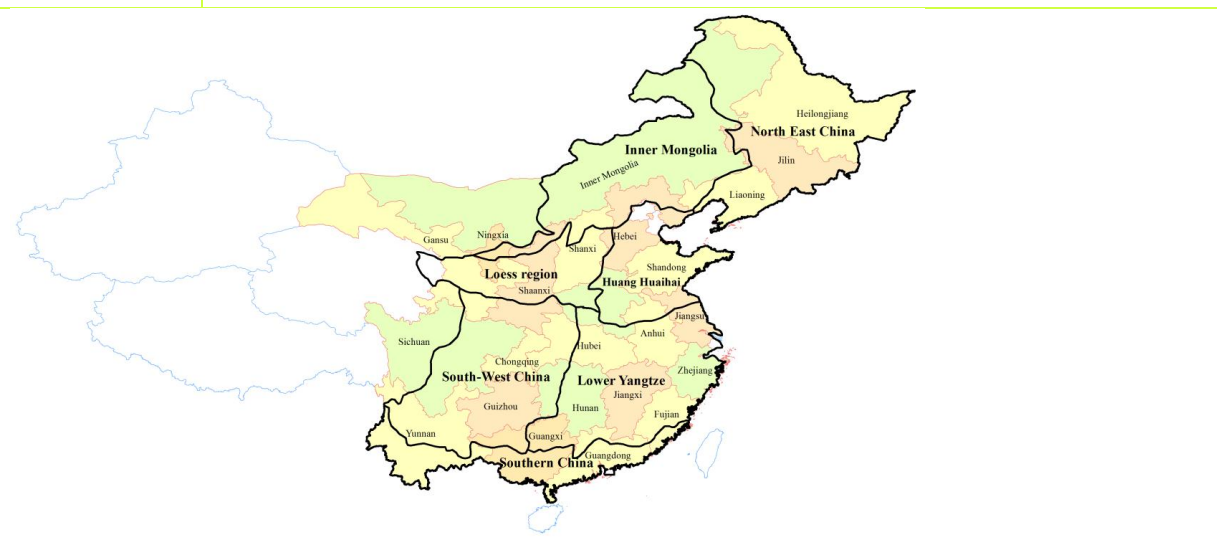 Heilongjiang
North East China
Inner Mongolia
Jilin
Inner Mongolia
Liaoning
Ningxia
Gansu
Hebei
Shanxi
Shandong
Loess region
Huang Huaihai
Shaanxi
Jiangsu
Anhui
Sichuan
Hubei
Chongqing
Zhejiang
South-West China
Lower Yangtze
Jiangxi
Guizhou
Hunan
Fujian
Yunnan
Guangxi
Guangdong
Southern China